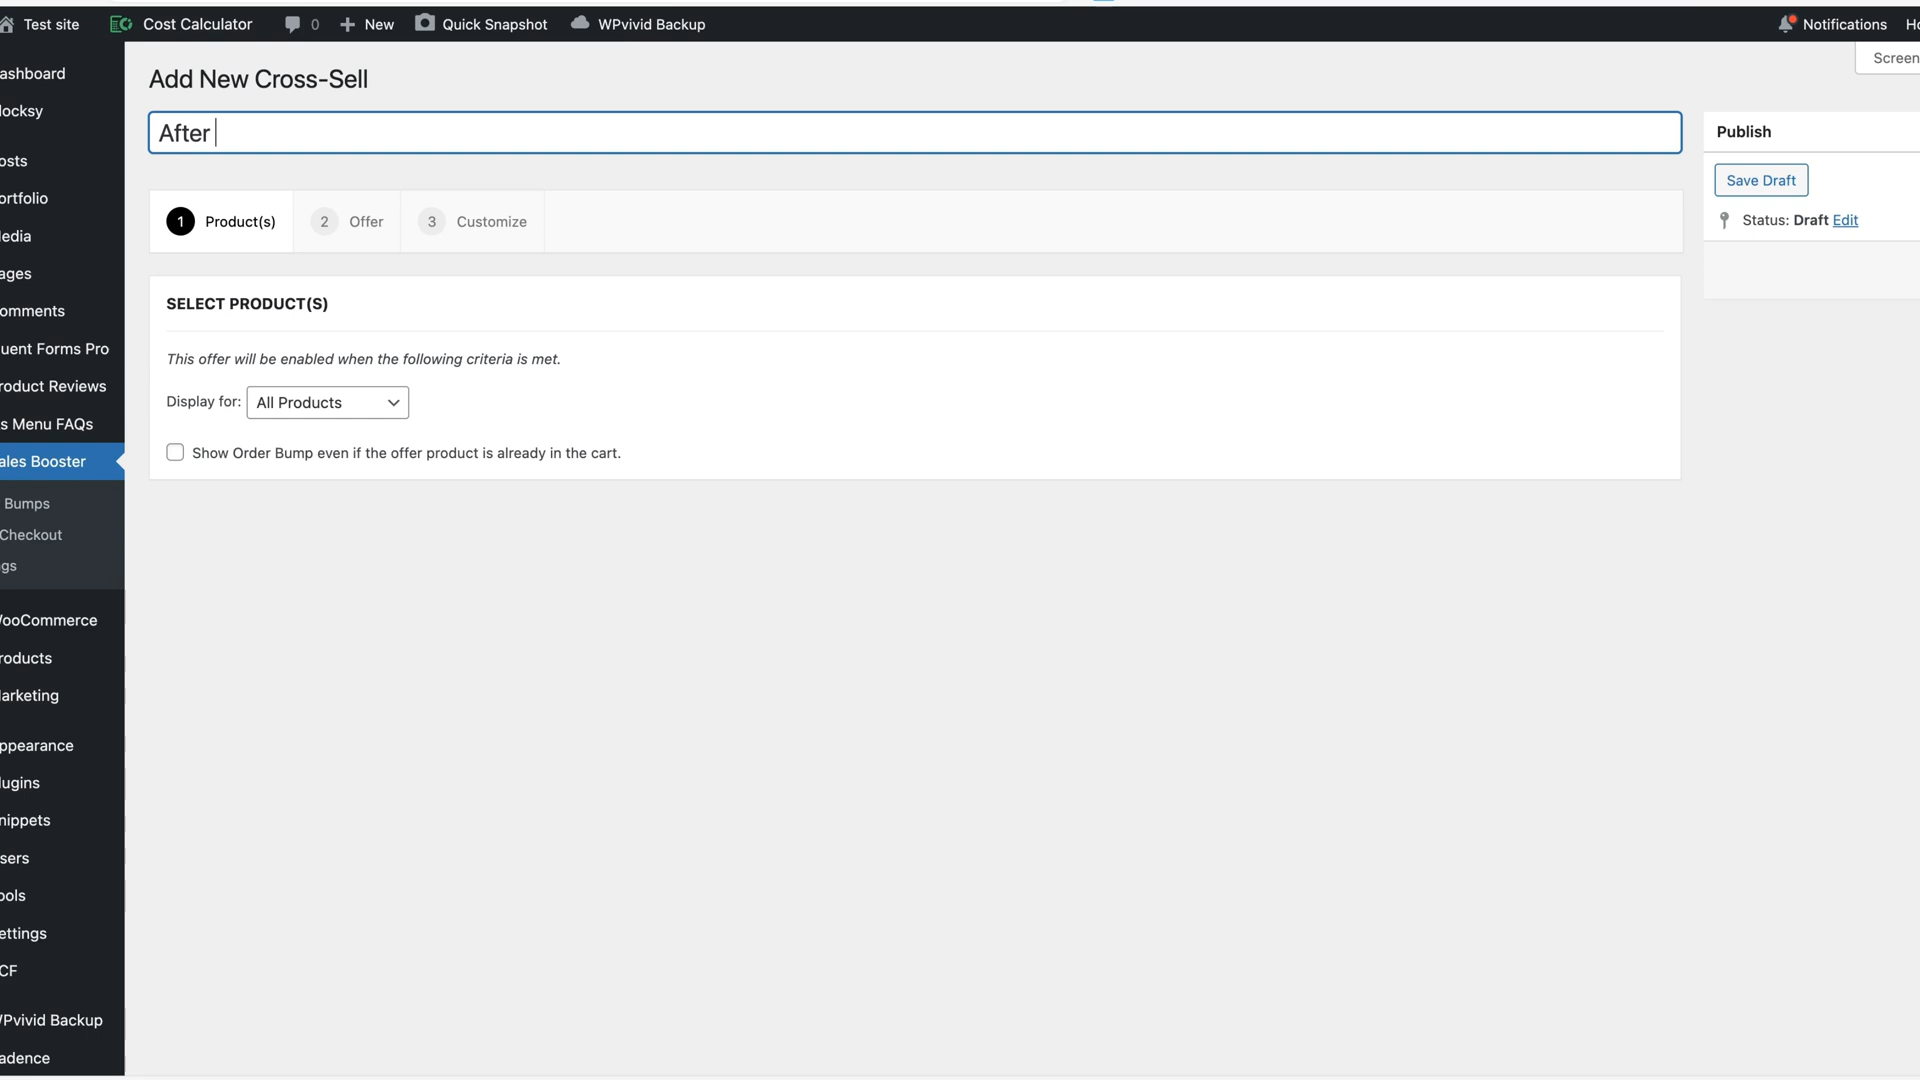 Test site
Cost Calculator
0
New
Quick Snapshot
WPvivid Backup
Notifications
Ho
Screen
ashboard
locksy
osts
ortfolio
ledia
ages
omments
uent Forms Pro
roduct Reviews
s Menu FAQs
ales Booster
Bumps
Checkout
gs
ooCommerce
roducts
larketing
ppearance
lugins
nippets
sers
ools
ettings
CF
Pvivid Backup
adence
Add New Cross-Sell
After
1 Product(s)
2 Offer
3 Customize
SELECT PRODUCT(S)
This offer will be enabled when the following criteria is met.
Display for: All Products
Show Order Bump even if the offer product is already in the cart.
Publish
Save Draft
Status: Draft Edit